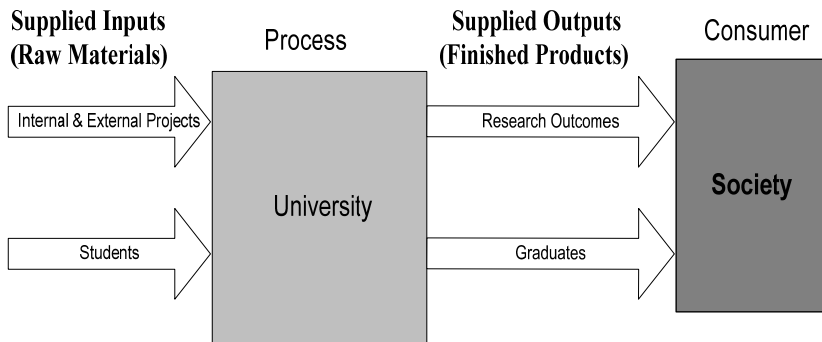 Supplied Inputs
(Raw Materials)
Process
Supplied Outputs
(Finished Products)
Consumer
Internal & External Projects
Research Outcomes
University
Society
Students
Graduates